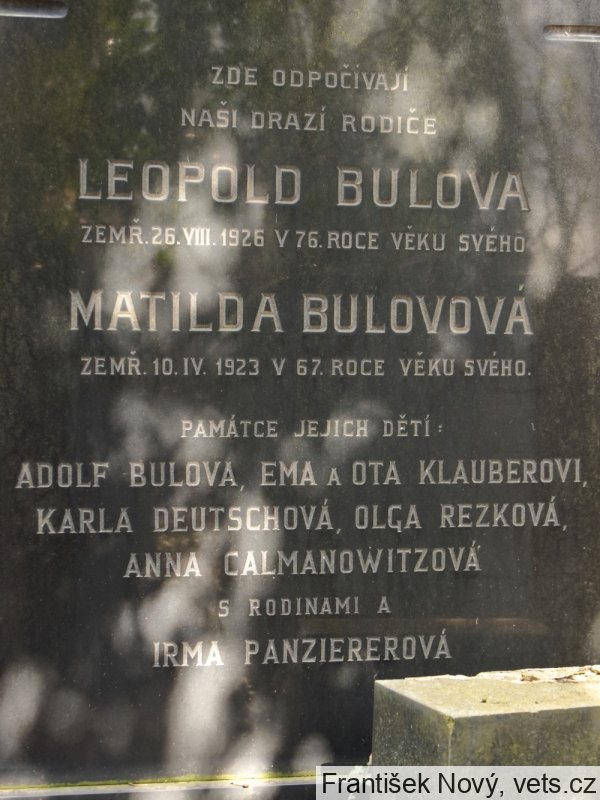 ZDE ODPOČÍVAJÍ
NAŠI DRAZÍ RODIČE
LEOPOLD BULOVA
ZEMŘ. 26. VIII. 1926 V 76. ROCE VĚKU SVÉHO
MATILDA BULOVOVÁ
ZEMŘ. 10. IV. 1923 V 67. ROCE VĚKU SVÉHO.
PAMÁTCE JEJICH DĚTÍ:
ADOLF BULOVA, EMA A OTA KLAUBEROVI,
KARLA DEUTSCHOVÁ, OLGA REZKOVÁ,
ANNA CALMANOWITZOVÁ
S RODINAMI A
IRMA PANZIEREROVÁ
František Nový, vets.cz